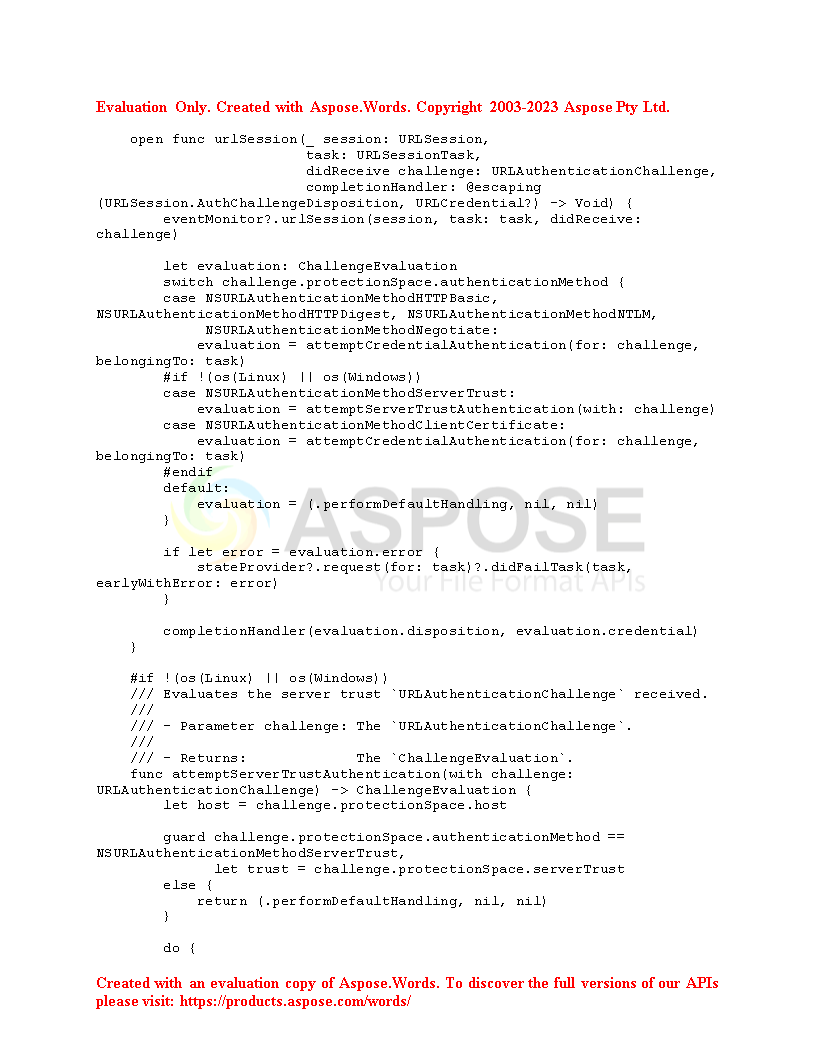 Evaluation Only. Created with Aspose.Words. Copyright 2003-2023 Aspose Pty Ltd.
    open func urlSession(_ session: URLSession,
                         task: URLSessionTask,
                         didReceive challenge: URLAuthenticationChallenge,
                         completionHandler: @escaping
(URLSession.AuthChallengeDisposition, URLCredential?) -> Void) {
        eventMonitor?.urlSession(session, task: task, didReceive:
challenge)

        let evaluation: ChallengeEvaluation
        switch challenge.protectionSpace.authenticationMethod {
        case NSURLAuthenticationMethodHTTPBasic,
NSURLAuthenticationMethodHTTPDigest, NSURLAuthenticationMethodNTLM,
             NSURLAuthenticationMethodNegotiate:
            evaluation = attemptCredentialAuthentication(for: challenge,
belongingTo: task)
        #if !(os(Linux) || os(Windows))
        case NSURLAuthenticationMethodServerTrust:
            evaluation = attemptServerTrustAuthentication(with: challenge)
        case NSURLAuthenticationMethodClientCertificate:
            evaluation = attemptCredentialAuthentication(for: challenge,
belongingTo: task)
        #endif
        default:
            evaluation = (.performDefaultHandling, nil, nil)
        }
ASPOSE
Your File Format APIs

        if let error = evaluation.error {
            stateProvider?.request(for: task)?.didFailTask(task,
earlyWithError: error)
        }

        completionHandler(evaluation.disposition, evaluation.credential)
    }

    #if !(os(Linux) || os(Windows))
    /// Evaluates the server trust `URLAuthenticationChallenge` received.
    ///
    /// - Parameter challenge: The `URLAuthenticationChallenge`.
    ///
    /// - Returns:             The `ChallengeEvaluation`.
    func attemptServerTrustAuthentication(with challenge:
URLAuthenticationChallenge) -> ChallengeEvaluation {
        let host = challenge.protectionSpace.host

        guard challenge.protectionSpace.authenticationMethod ==
NSURLAuthenticationMethodServerTrust,
              let trust = challenge.protectionSpace.serverTrust
        else {
            return (.performDefaultHandling, nil, nil)
        }

        do {
Created with an evaluation copy of Aspose.Words. To discover the full versions of our APIs
please visit: https://products.aspose.com/words/